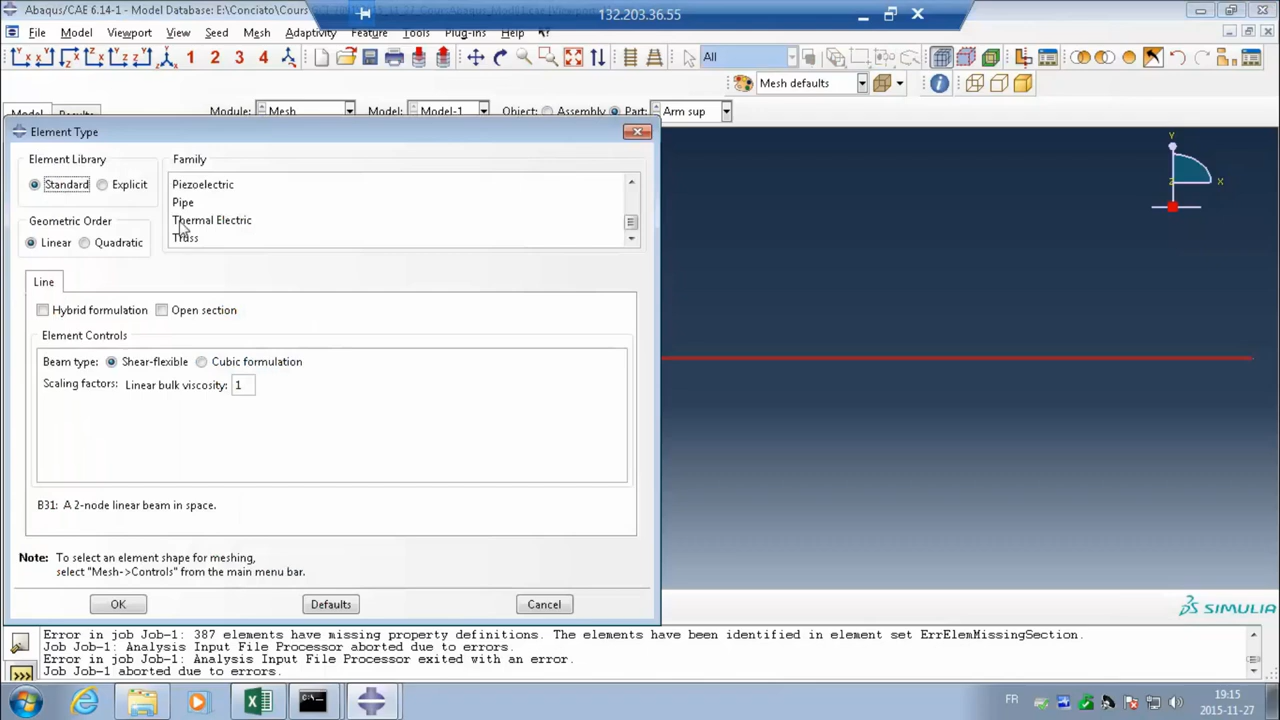 Abaqus/CAE 6.14-1 - Model Database: E:\Conciato\Cours
132.203.36.55
File Model Viewport View Seed Mesh Adaptivity Feature Tools Plug-ins Help
1 2 3 4 All
Mesh defaults
Model Results Module: Mesh Model: Model-1 Object: Assembly Part: Arm sup
Element Type
Element Library
Standard Explicit
Geometric Order
Linear Quadratic
Family
Piezoelectric
Pipe
Thermal Electric
Truss
Line
Hybrid formulation Open section
Element Controls
Beam type: Shear-flexible Cubic formulation
Scaling factors: Linear bulk viscosity: 1
B31: A 2-node linear beam in space.
Note: To select an element shape for meshing,
select "Mesh->Controls" from the main menu bar.
OK Defaults Cancel
Y
Z X
SIMULIA
Error in job Job-1: 387 elements have missing property definitions. The elements have been identified in element set ErrElemMissingSection.
Job Job-1: Analysis Input File Processor aborted due to errors.
Error in job Job-1: Analysis Input File Processor exited with an error.
Job Job-1 aborted due to errors.
>>>
FR
19:15
2015-11-27